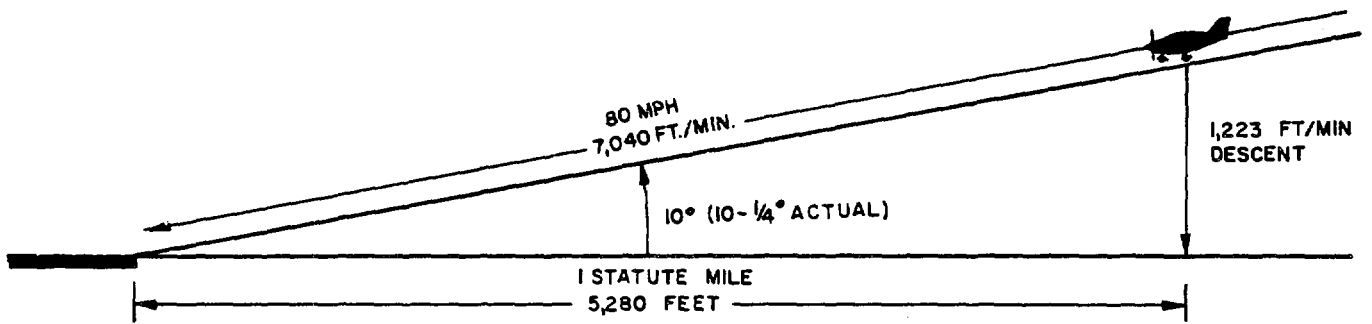 80 MPH
7,040 FT./MIN.
1,223 FT/MIN
DESCENT
10° (10-1/4° ACTUAL)
1 STATUTE MILE
5,280 FEET